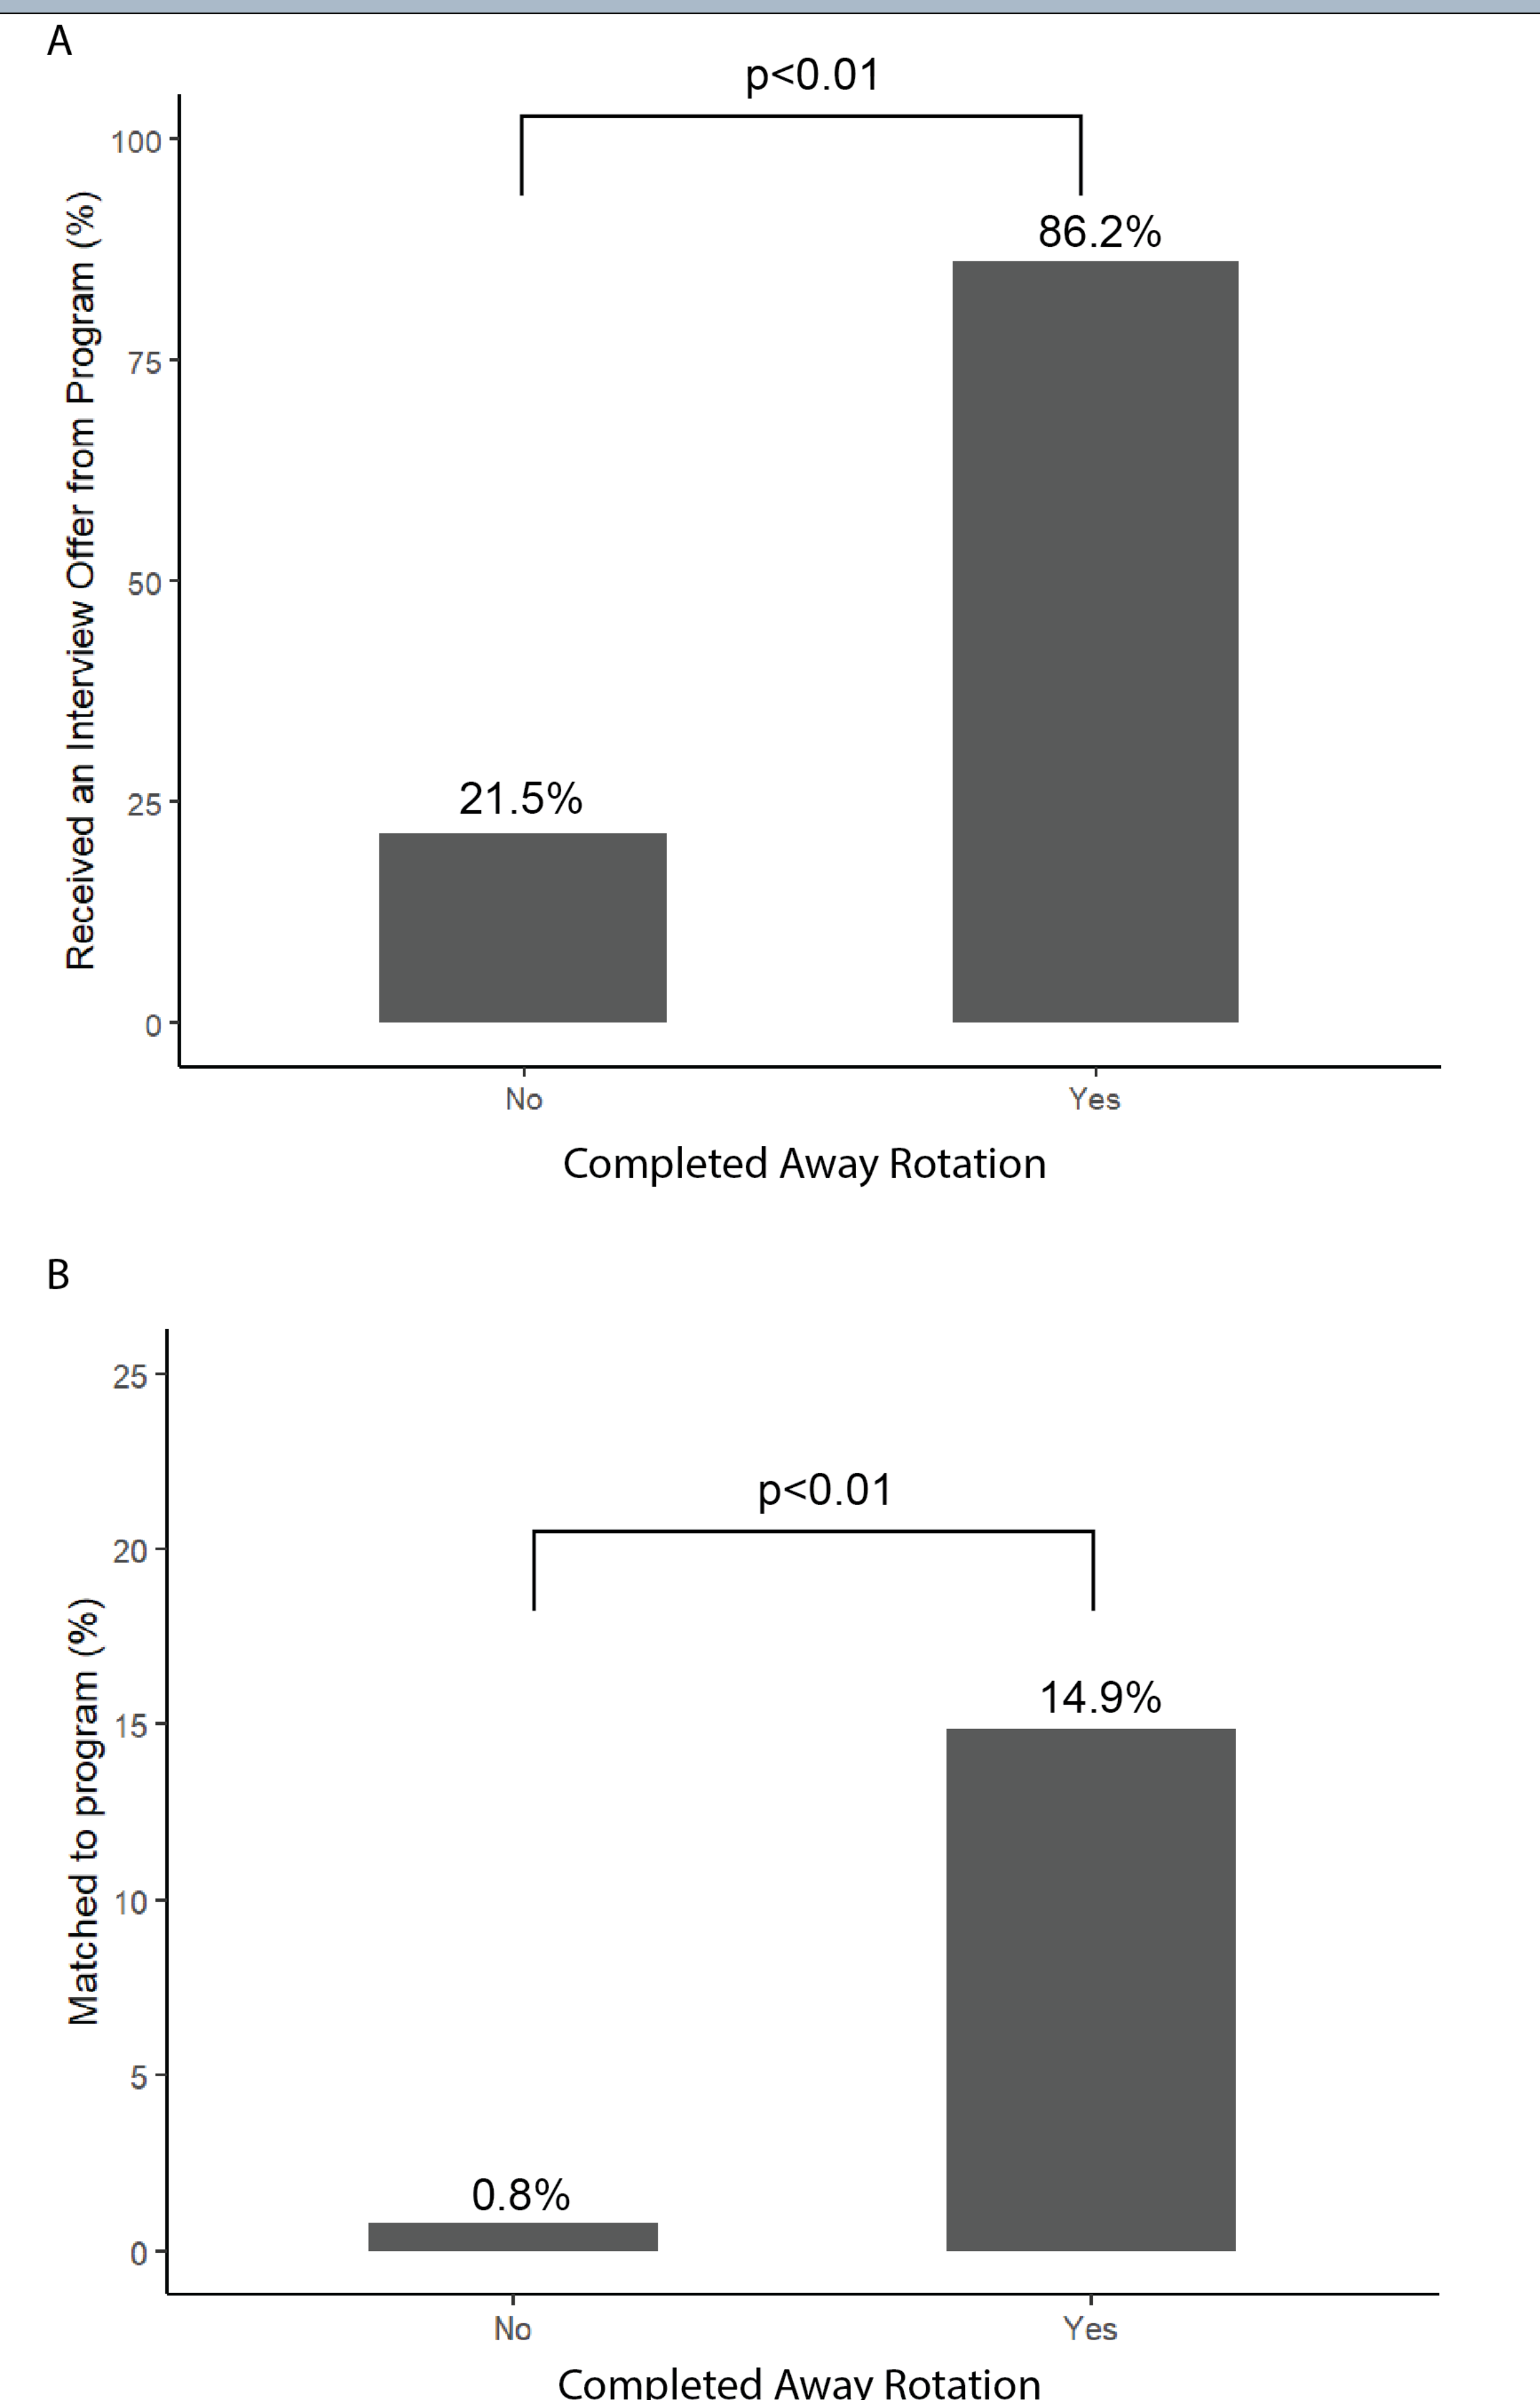 A
p<0.01
100
86.2%
75
50
25
21.5%
0
Received an Interview Offer from Program (%)
No
Yes
Completed Away Rotation
B
25
p<0.01
20
14.9%
15
10
5
0.8%
0
Matched to program (%)
No
Yes
Completed Away Rotation